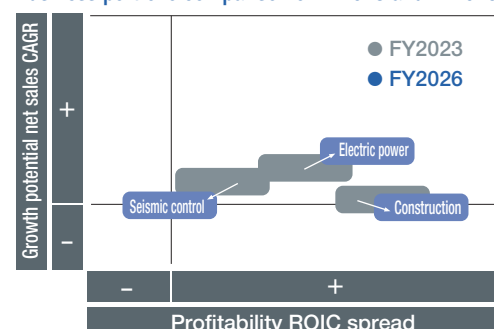 Growth potential net sales CAGR
+
−
FY2023
FY2026
Electric power
Seismic control
Construction
− +
Profitability ROIC spread